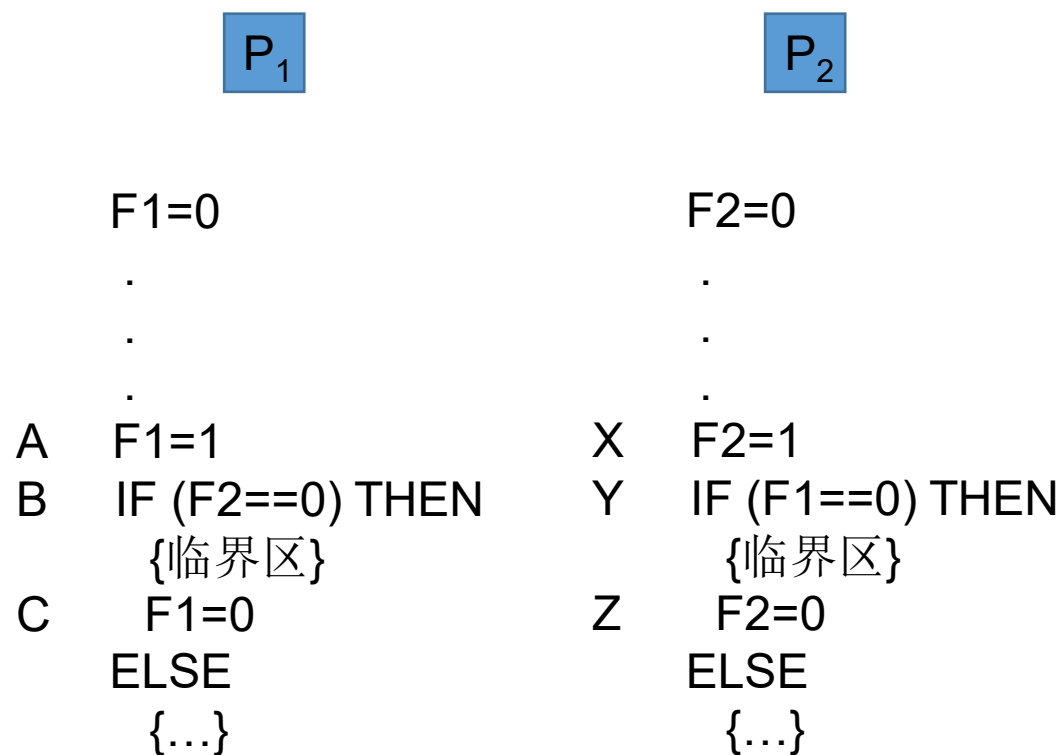 P1 P2
F1=0 F2=0
. .
. .
. .
A F1=1 X F2=1
B IF (F2==0) THEN Y IF (F1==0) THEN
{临界区} {临界区}
C F1=0 Z F2=0
ELSE ELSE
{…} {…}